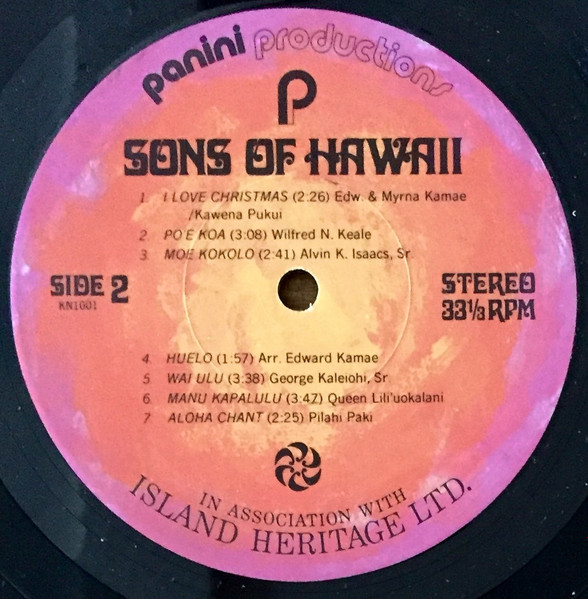 panini productions
p
SONS OF HAWAII
1. I LOVE CHRISTMAS (2:26) Edw. & Myrna Kamae
/Kawena Pukui
2. PO'E KOA (3:08) Wilfred N. Keale
3. MOE KOKOLO (2:41) Alvin K. Isaacs, Sr.
SIDE 2
KN1001
STEREO
33⅓ RPM
4. HUELO (1:57) Arr. Edward Kamae
5. WAI ULU (3:38) George Kaleiohi, Sr.
6. MANU KAPALULU (3:47) Queen Lili'uokalani
7. ALOHA CHANT (2:25) Pilahi Paki
IN ASSOCIATION WITH
ISLAND HERITAGE LTD.